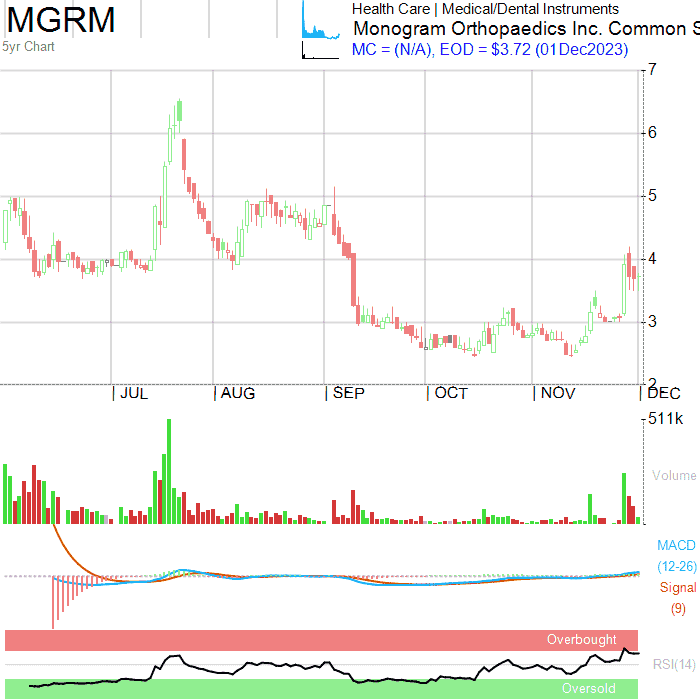 MGRM
5yr Chart
Health Care | Medical/Dental Instruments
Monogram Orthopaedics Inc. Common S
MC = (N/A), EOD = $3.72 (01Dec2023)
7
6
5
4
3
2
JUL AUG SEP OCT NOV DEC
511k
Volume
MACD
(12-26)
Signal
(9)
Overbought
RSI(14)
Oversold